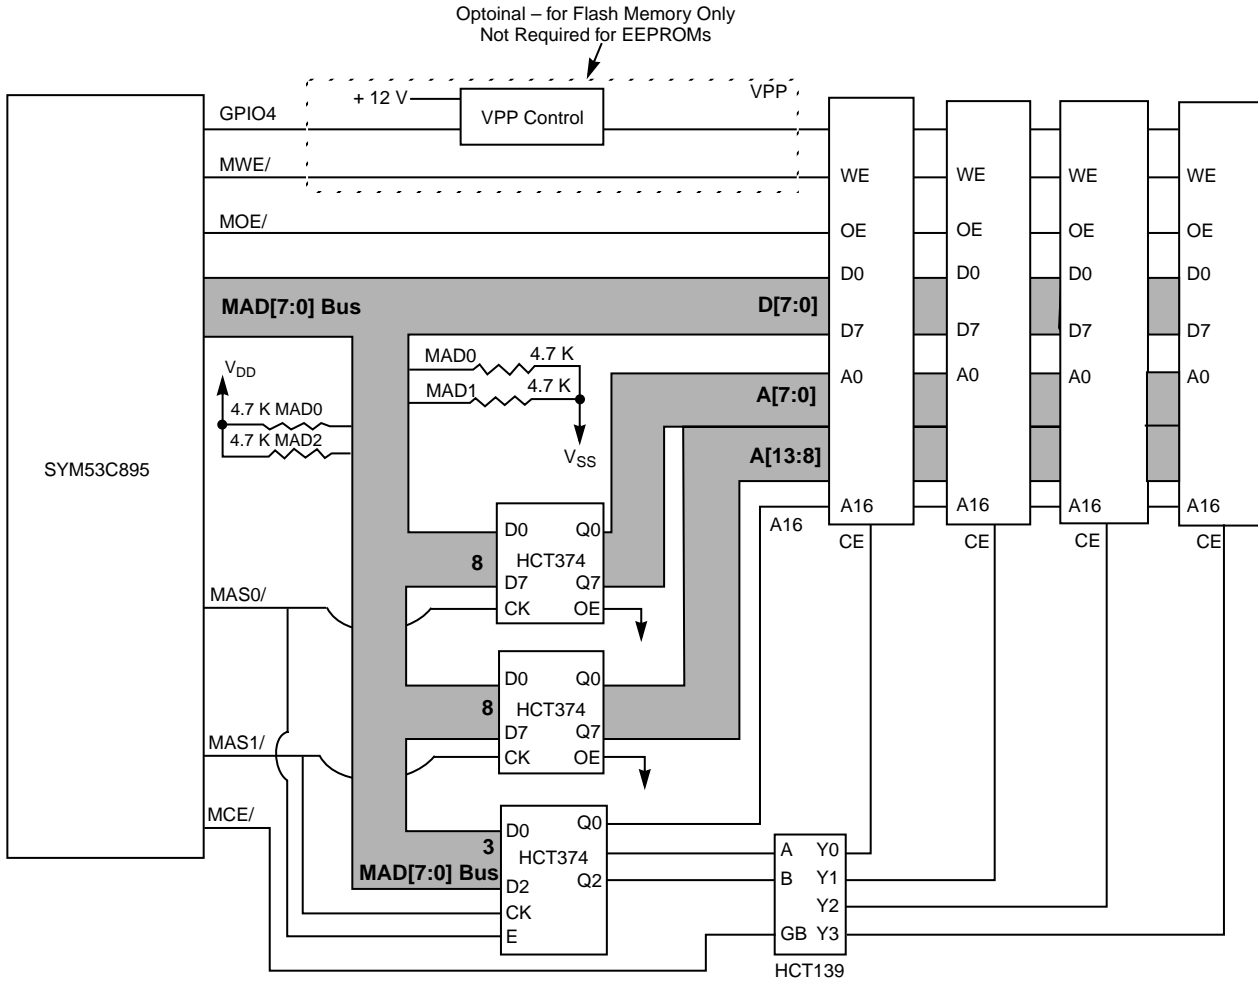 Optoinal – for Flash Memory Only
Not Required for EEPROMs
+ 12 V
VPP Control
VPP
GPIO4
MWE/
MOE/
MAD[7:0] Bus
D[7:0]
VDD
4.7 K MAD0
4.7 K MAD2
MAD0
4.7 K
MAD1
4.7 K
VSS
A[7:0]
A[13:8]
SYM53C895
MAS0/
MAS1/
MCE/
8
D0
Q0
HCT374
D7
Q7
CK
OE
8
D0
Q0
HCT374
D7
Q7
CK
OE
3
MAD[7:0] Bus
D0
Q0
HCT374
D2
Q2
CK
E
A16
A
Y0
B
Y1
Y2
GB
Y3
HCT139
WE
OE
D0
D7
A0
A16
CE
WE
OE
D0
D7
A0
A16
CE
WE
OE
D0
D7
A0
A16
CE
WE
OE
D0
D7
A0
A16
CE